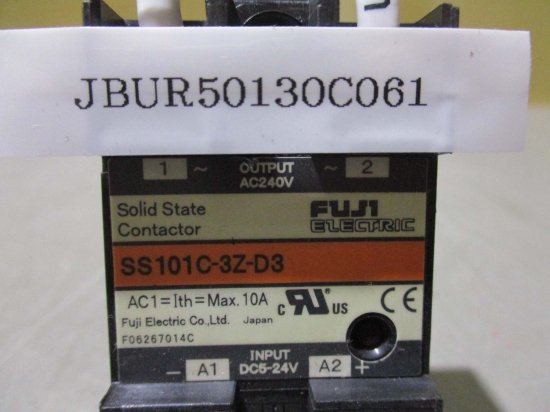 JBUR50130C061
1 ~ OUTPUT ~ 2
AC240V
Solid State
Contactor
FUJI
ELECTRIC
SS101C-3Z-D3
AC1=Ith=Max. 10A
Fuji Electric Co.,Ltd. Japan
F06267014C
c RU US
CE
INPUT
− A1 DC5-24V A2 +